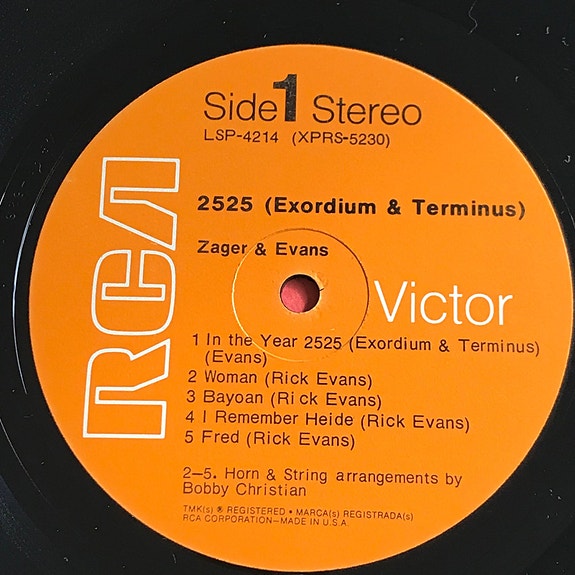 Side 1 Stereo
LSP-4214 (XPRS-5230)
RCA
2525 (Exordium & Terminus)
Zager & Evans
Victor
1 In the Year 2525 (Exordium & Terminus)
(Evans)
2 Woman (Rick Evans)
3 Bayoan (Rick Evans)
4 I Remember Heide (Rick Evans)
5 Fred (Rick Evans)
2—5. Horn & String arrangements by
Bobby Christian
TMK(s) ® REGISTERED • MARCA(s) REGISTRADA(s)
RCA CORPORATION—MADE IN U.S.A.